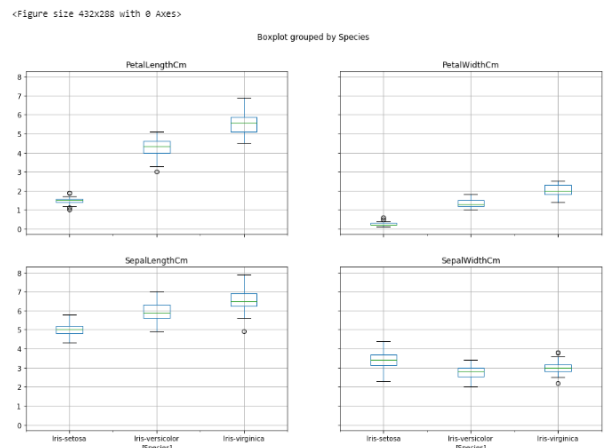 <Figure size 432x288 with 0 Axes>
Boxplot grouped by Species
PetalLengthCm
PetalWidthCm
8
7
6
5
4
3
2
1
0
SepalLengthCm
SepalWidthCm
8
7
6
5
4
3
2
1
0
Iris-setosa Iris-versicolor Iris-virginica
[Species]
Iris-setosa Iris-versicolor Iris-virginica
[Species]